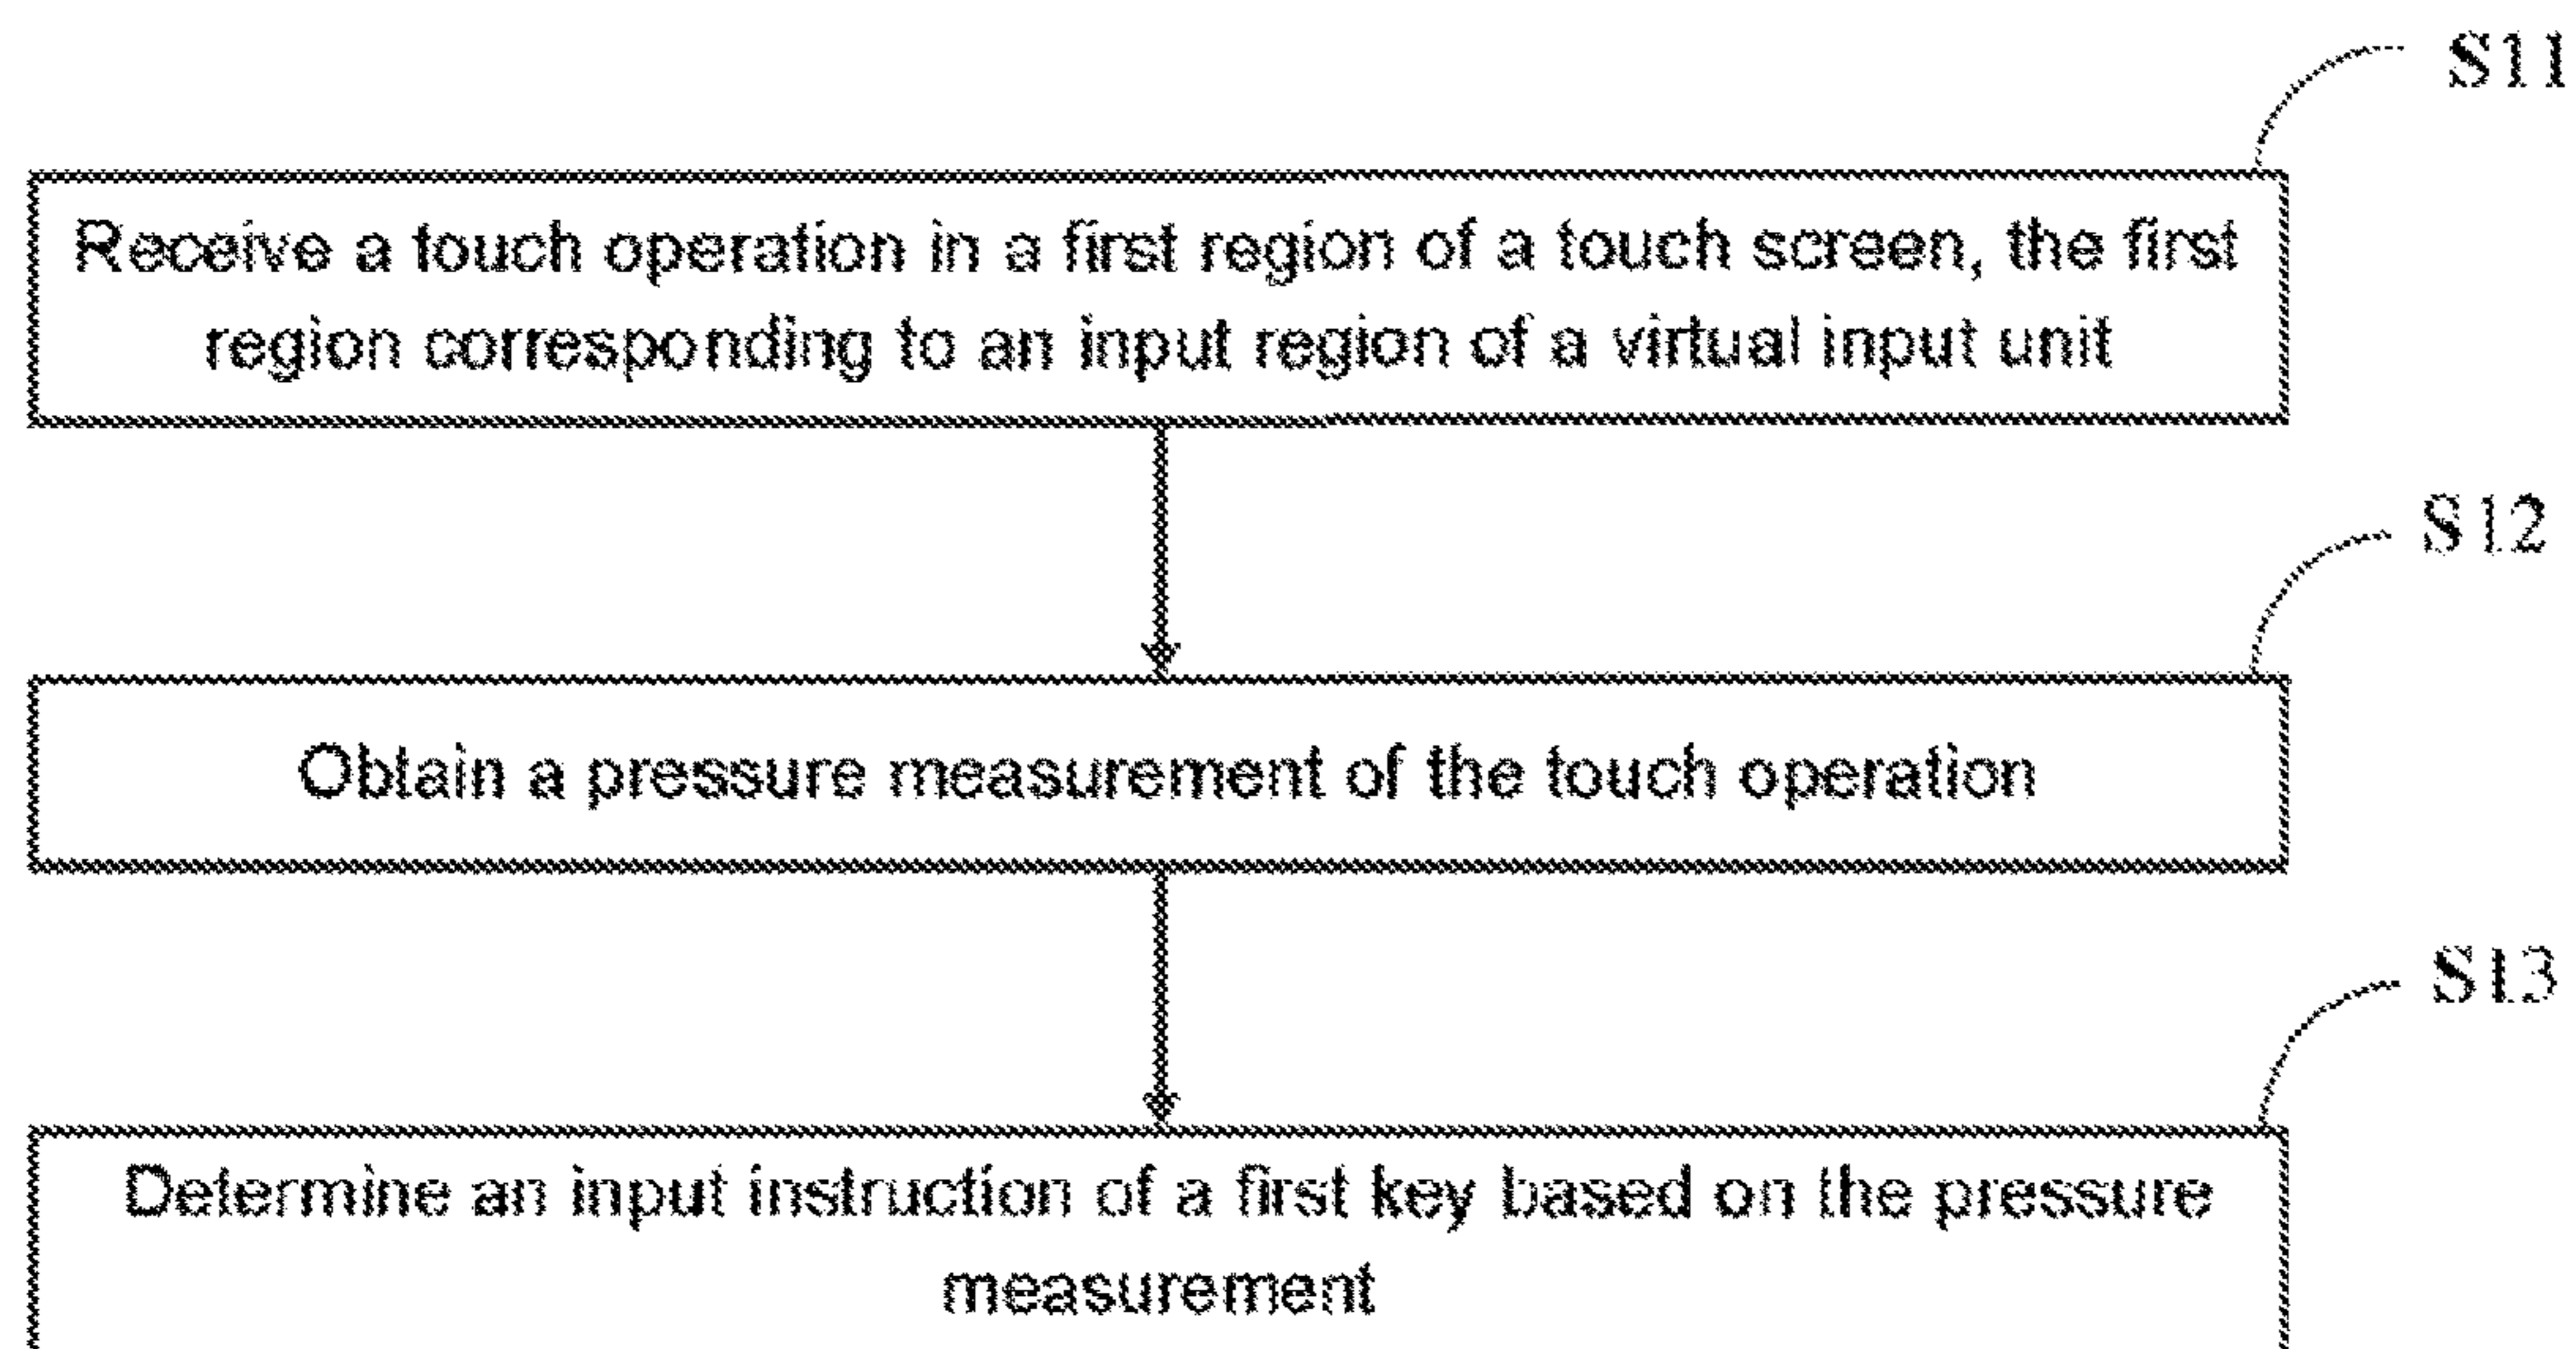 S11
Receive a touch operation in a first region of a touch screen, the first
region corresponding to an input region of a virtual input unit
S12
Obtain a pressure measurement of the touch operation
S13
Determine an input instruction of a first key based on the pressure
measurement